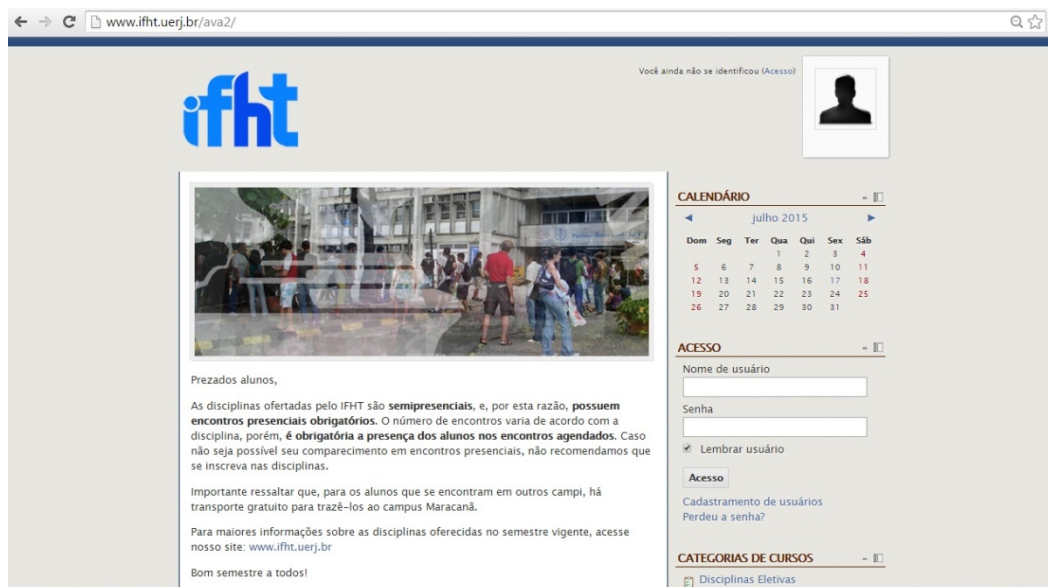 www.ifht.uerj.br/ava2/
Você ainda não se identificou (Acesso)
ifht
Prezados alunos,
As disciplinas ofertadas pelo IFHT são semipresenciais, e, por esta razão, possuem
encontros presenciais obrigatórios. O número de encontros varia de acordo com a
disciplina, porém, é obrigatória a presença dos alunos nos encontros agendados. Caso
não seja possível seu comparecimento em encontros presenciais, não recomendamos que
se inscreva nas disciplinas.
Importante ressaltar que, para os alunos que se encontram em outros campi, há
transporte gratuito para trazê-los ao campus Maracanã.
Para maiores informações sobre as disciplinas oferecidas no semestre vigente, acesse
nosso site: www.ifht.uerj.br
Bom semestre a todos!
CALENDÁRIO
julho 2015
Dom Seg Ter Qua Qui Sex Sáb
1 2 3 4
5 6 7 8 9 10 11
12 13 14 15 16 17 18
19 20 21 22 23 24 25
26 27 28 29 30 31
ACESSO
Nome de usuário
Senha
Lembrar usuário
Acesso
Cadastramento de usuários
Perdeu a senha?
CATEGORIAS DE CURSOS
Disciplinas Eletivas